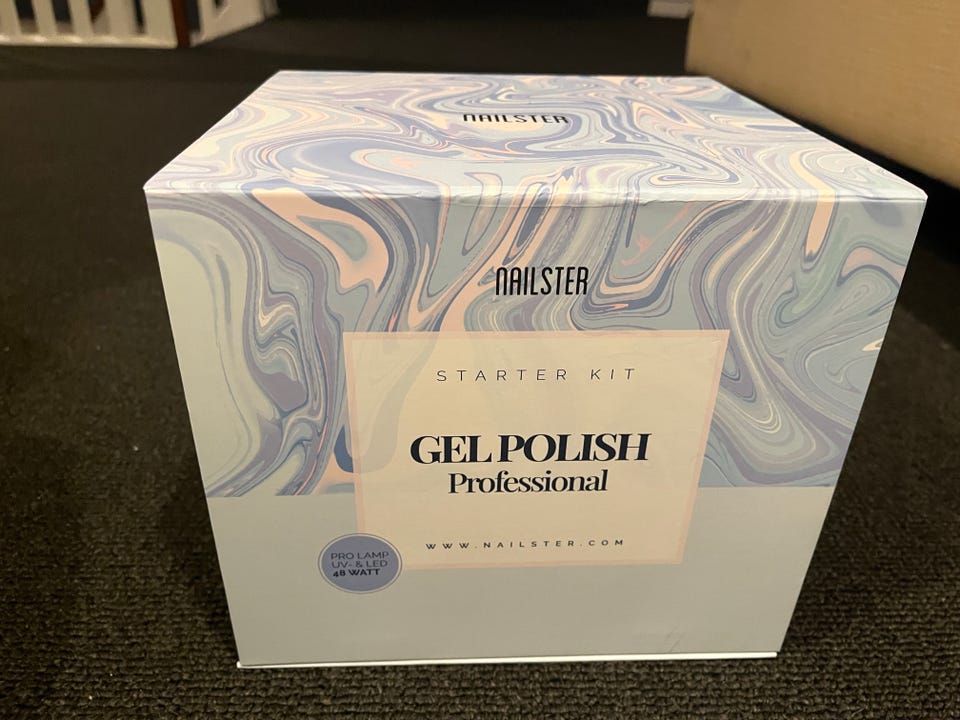 NAILSTER
NAILSTER
STARTER KIT
GEL POLISH
Professional
WWW.NAILSTER.COM
PRO LAMP
UV- & LED
48 WATT